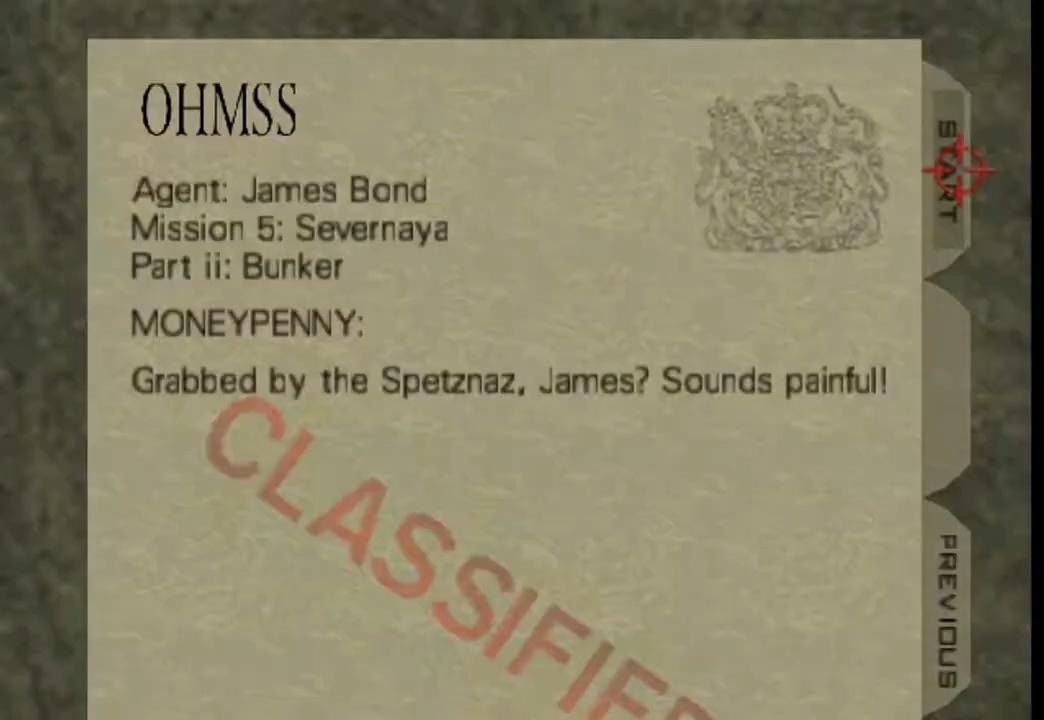 OHMSS
START
Agent: James Bond
Mission 5: Severnaya
Part ii: Bunker
MONEYPENNY:
Grabbed by the Spetznaz, James? Sounds painful!
CLASSIFIE
PREVIOUS